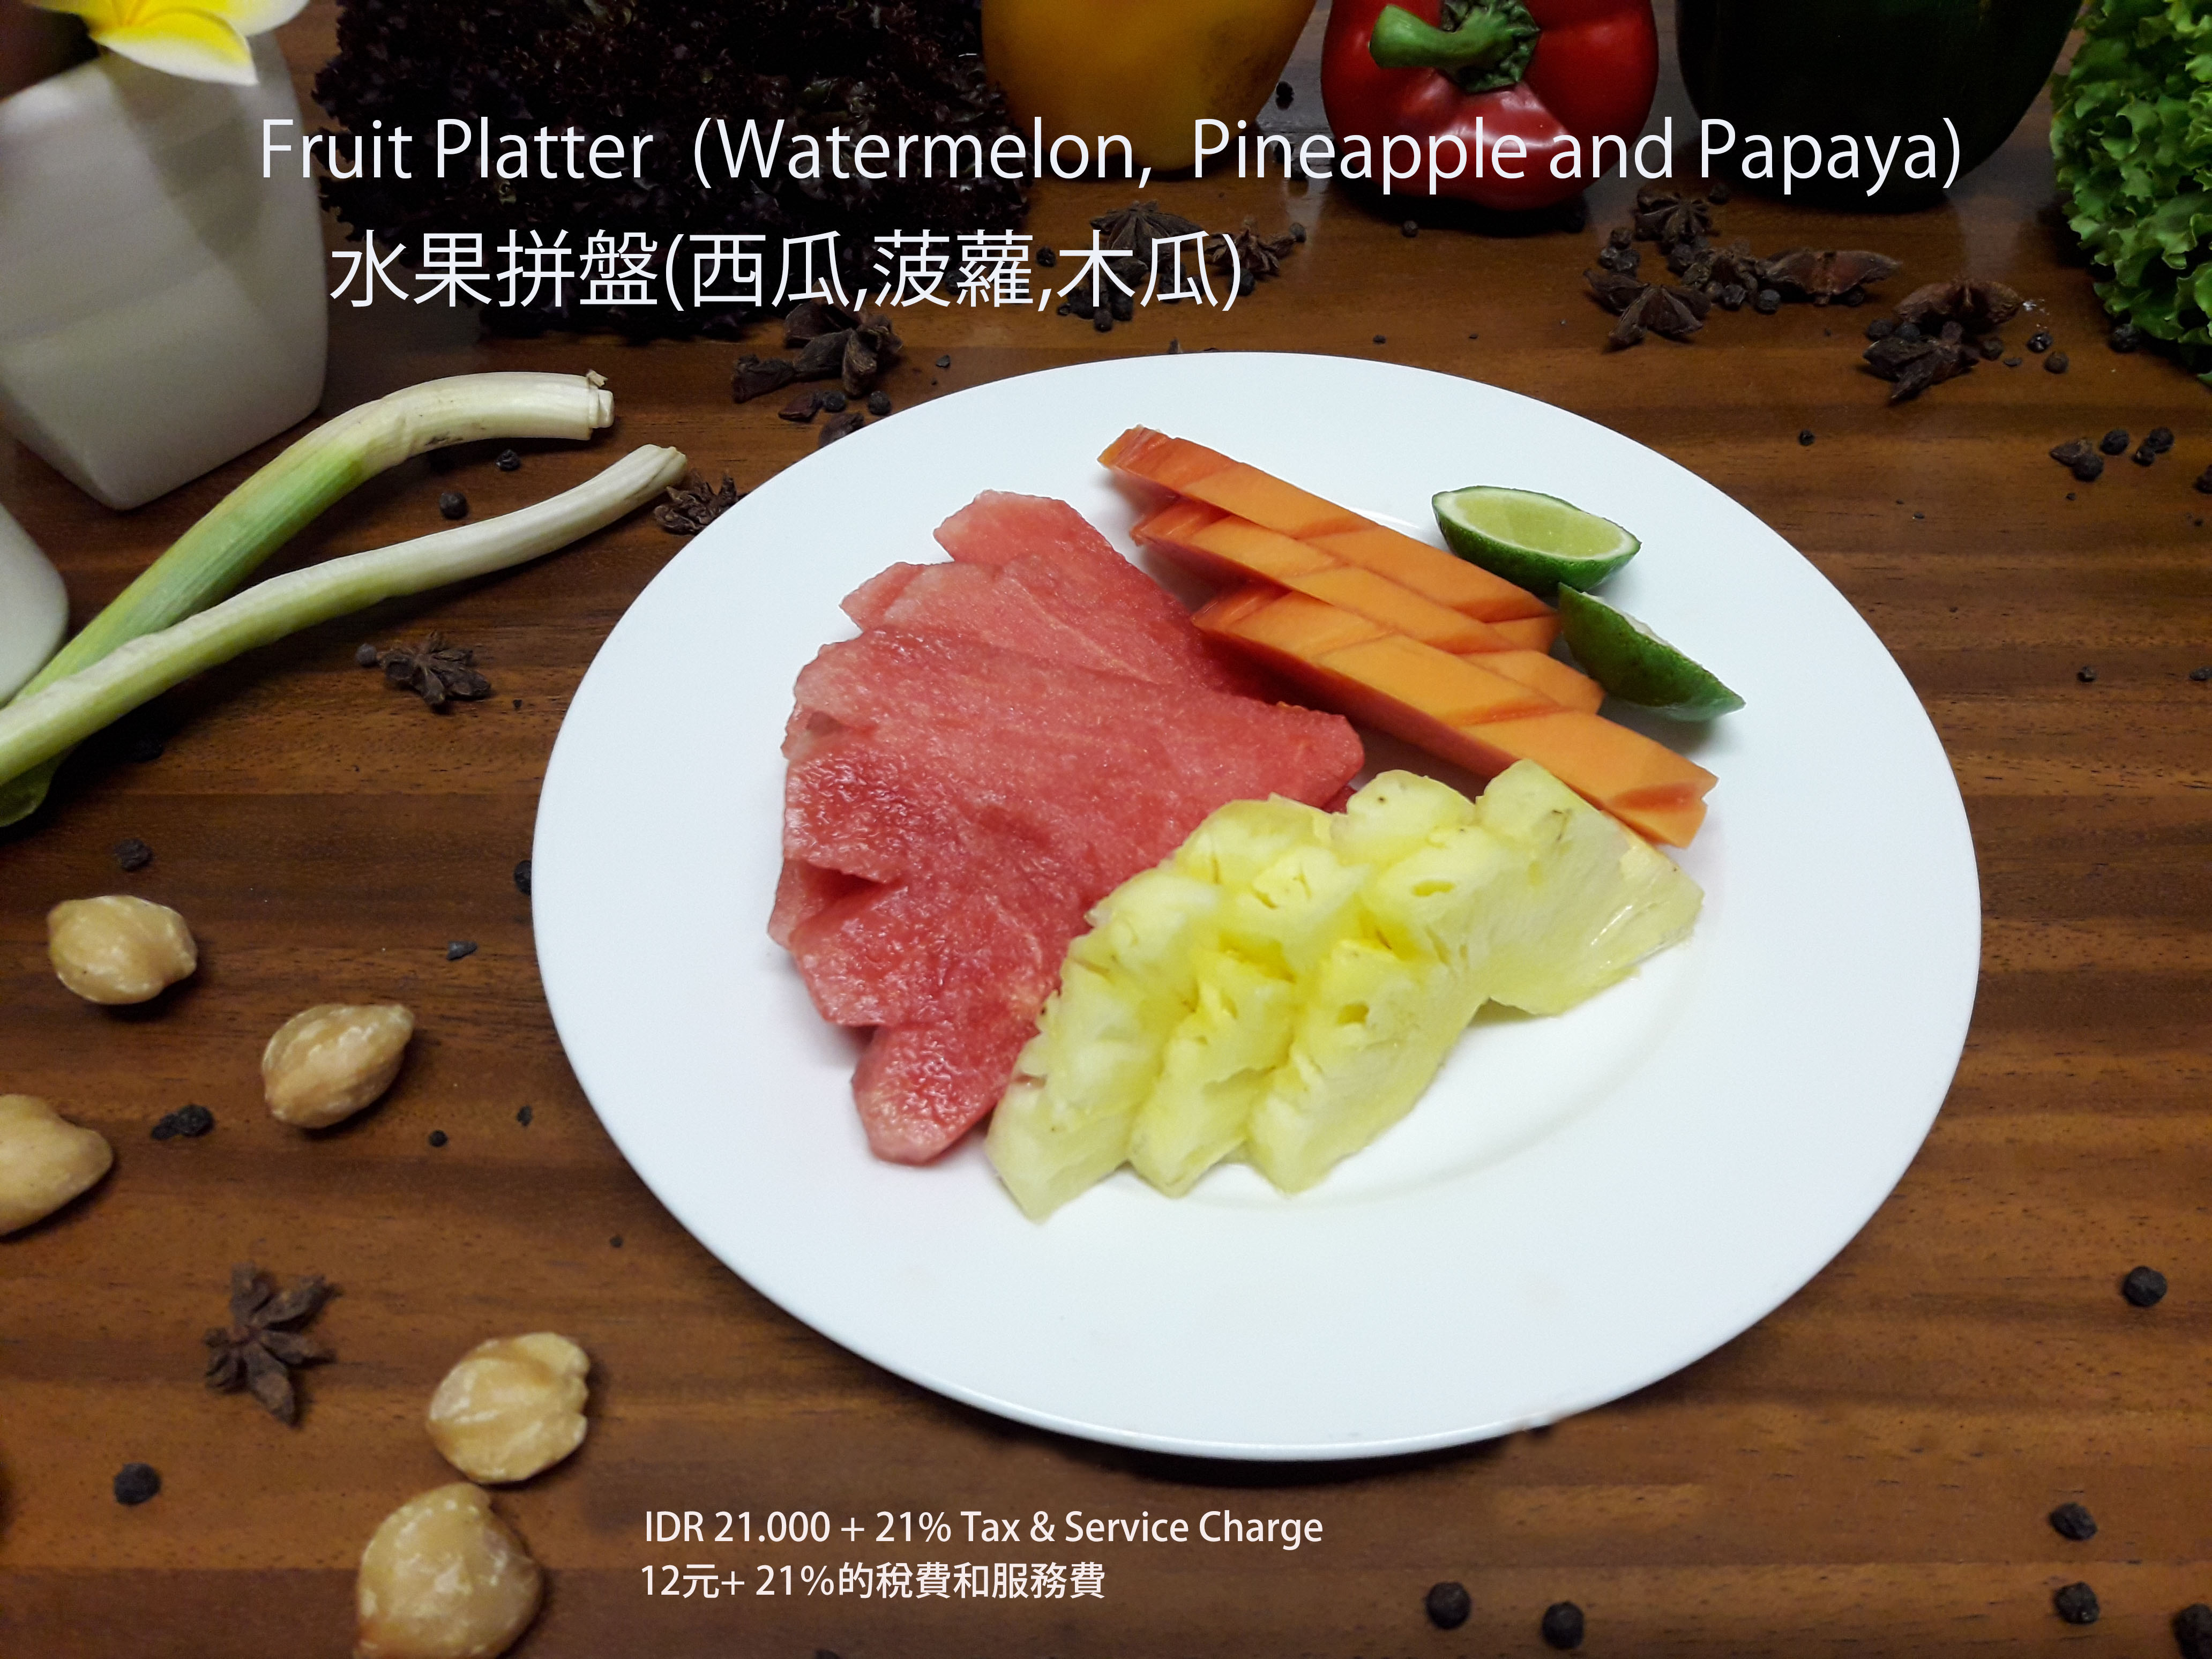 Fruit Platter (Watermelon, Pineapple and Papaya)
水果拼盤(西瓜,菠蘿,木瓜)
IDR 21.000 + 21% Tax & Service Charge
12元+ 21%的稅費和服務費